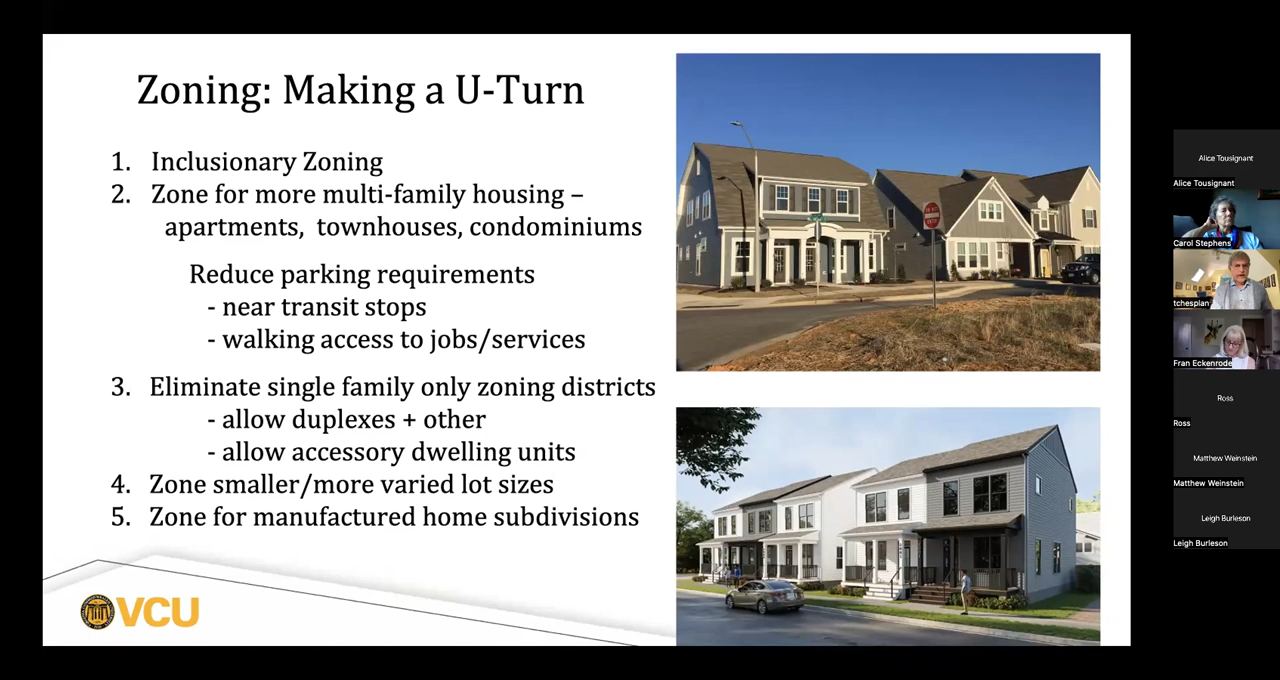 Zoning: Making a U-Turn
1. Inclusionary Zoning
2. Zone for more multi-family housing –
apartments, townhouses, condominiums
Reduce parking requirements
- near transit stops
- walking access to jobs/services
3. Eliminate single family only zoning districts
- allow duplexes + other
- allow accessory dwelling units
4. Zone smaller/more varied lot sizes
5. Zone for manufactured home subdivisions
VCU
Alice Tousignant
Alice Tousignant
Carol Stephens
tchesplan
Fran Eckenrode
Ross
Ross
Matthew Weinstein
Matthew Weinstein
Leigh Burleson
Leigh Burleson